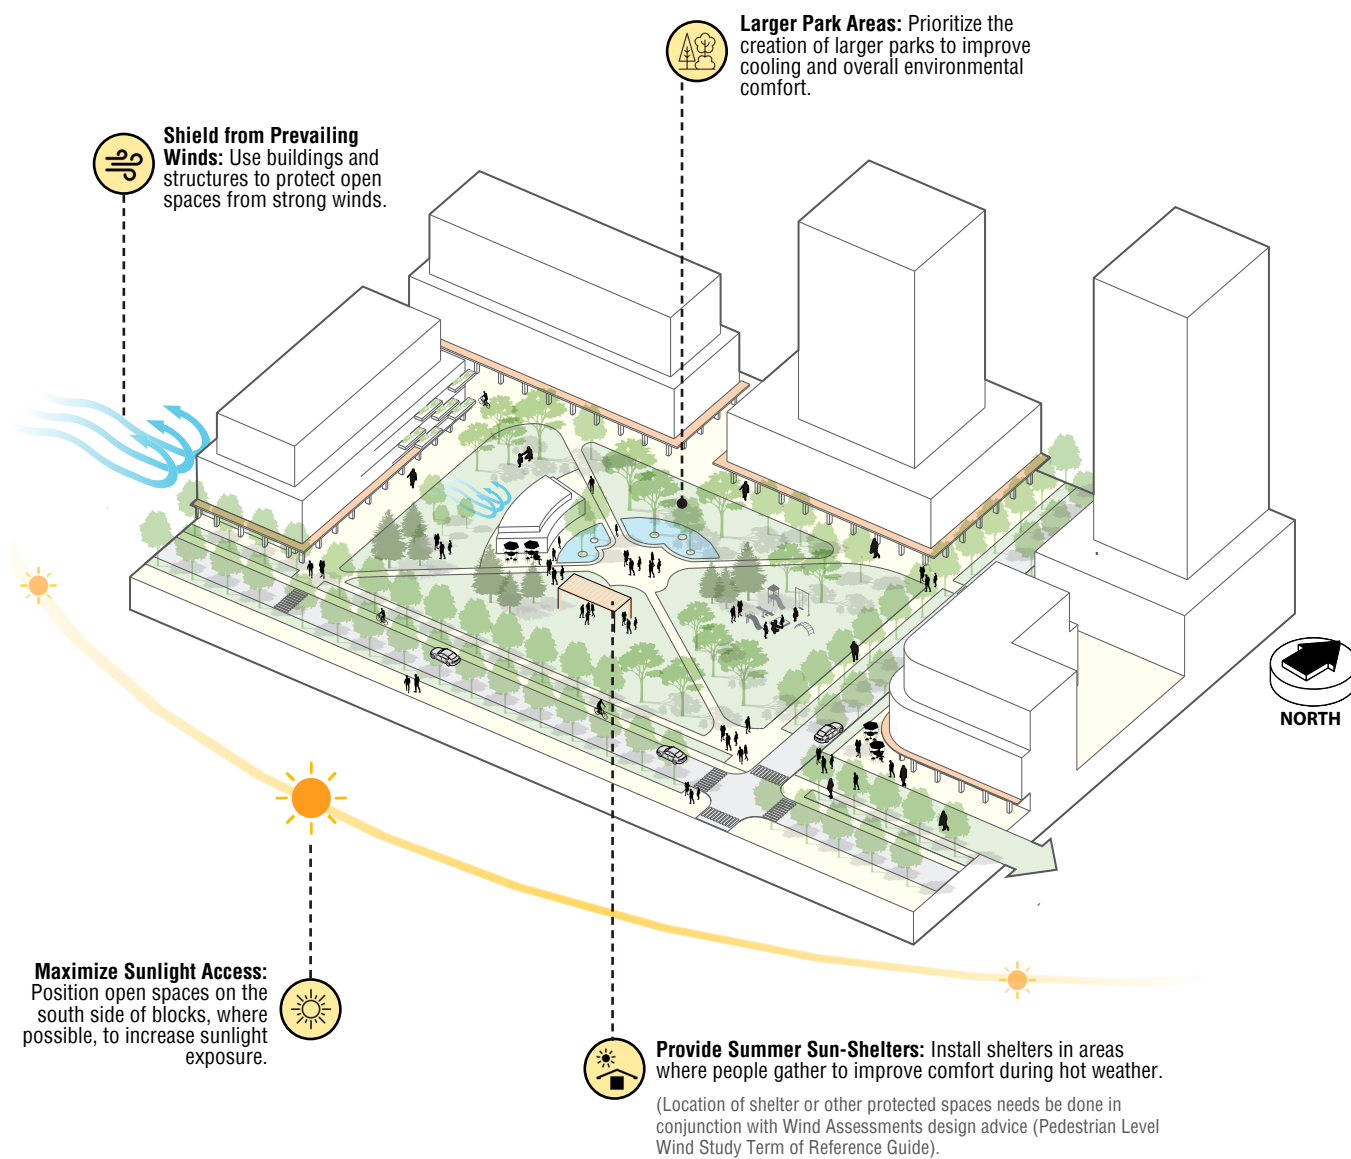 Larger Park Areas: Prioritize the
creation of larger parks to improve
cooling and overall environmental
comfort.
Shield from Prevailing
Winds: Use buildings and
structures to protect open
spaces from strong winds.
NORTH
Maximize Sunlight Access:
Position open spaces on the
south side of blocks, where
possible, to increase sunlight
exposure.
Provide Summer Sun-Shelters: Install shelters in areas
where people gather to improve comfort during hot weather.
(Location of shelter or other protected spaces needs be done in
conjunction with Wind Assessments design advice (Pedestrian Level
Wind Study Term of Reference Guide).